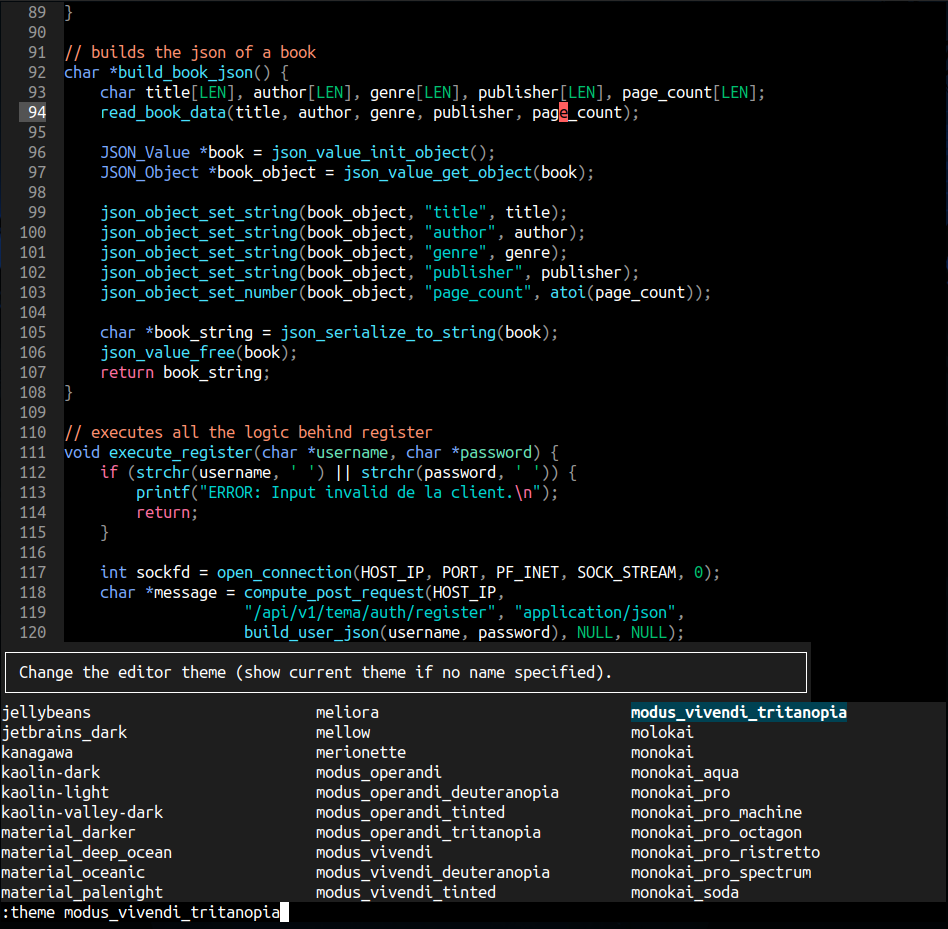 89 }
90
91 // builds the json of a book
92 char *build_book_json() {
93     char title[LEN], author[LEN], genre[LEN], publisher[LEN], page_count[LEN];
94     read_book_data(title, author, genre, publisher, page_count);
95
96     JSON_Value *book = json_value_init_object();
97     JSON_Object *book_object = json_value_get_object(book);
98
99     json_object_set_string(book_object, "title", title);
100     json_object_set_string(book_object, "author", author);
101     json_object_set_string(book_object, "genre", genre);
102     json_object_set_string(book_object, "publisher", publisher);
103     json_object_set_number(book_object, "page_count", atoi(page_count));
104
105     char *book_string = json_serialize_to_string(book);
106     json_value_free(book);
107     return book_string;
108 }
109
110 // executes all the logic behind register
111 void execute_register(char *username, char *password) {
112     if (strchr(username, ' ') || strchr(password, ' ')) {
113         printf("ERROR: Input invalid de la client.\n");
114         return;
115     }
116
117     int sockfd = open_connection(HOST_IP, PORT, PF_INET, SOCK_STREAM, 0);
118     char *message = compute_post_request(HOST_IP,
119                     "/api/v1/tema/auth/register", "application/json",
120                     build_user_json(username, password), NULL, NULL);
Change the editor theme (show current theme if no name specified).
jellybeans meliora modus_vivendi_tritanopia
jetbrains_dark mellow molokai
kanagawa merionette monokai
kaolin-dark modus_operandi monokai_aqua
kaolin-light modus_operandi_deuteranopia monokai_pro
kaolin-valley-dark modus_operandi_tinted monokai_pro_machine
material_darker modus_operandi_tritanopia monokai_pro_octagon
material_deep_ocean modus_vivendi monokai_pro_ristretto
material_oceanic modus_vivendi_deuteranopia monokai_pro_spectrum
material_palenight modus_vivendi_tinted monokai_soda
:theme modus_vivendi_tritanopia